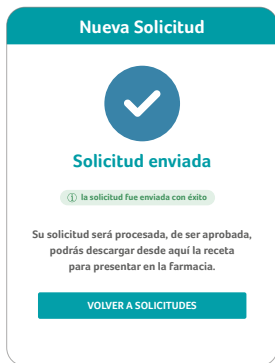 Nueva Solicitud
Solicitud enviada
la solicitud fue enviada con éxito
Su solicitud será procesada, de ser aprobada,
podrás descargar desde aquí la receta
para presentar en la farmacia.
VOLVER A SOLICITUDES